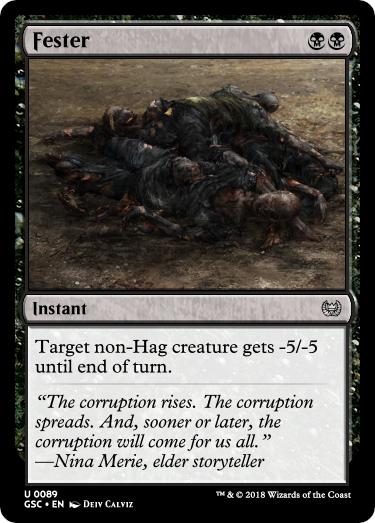 Fester
Instant
Target non-Hag creature gets -5/-5
until end of turn.
“The corruption rises. The corruption
spreads. And, sooner or later, the
corruption will come for us all.”
—Nina Merie, elder storyteller
U 0089
GSC • EN Deiv Calviz
™ & © 2018 Wizards of the Coast